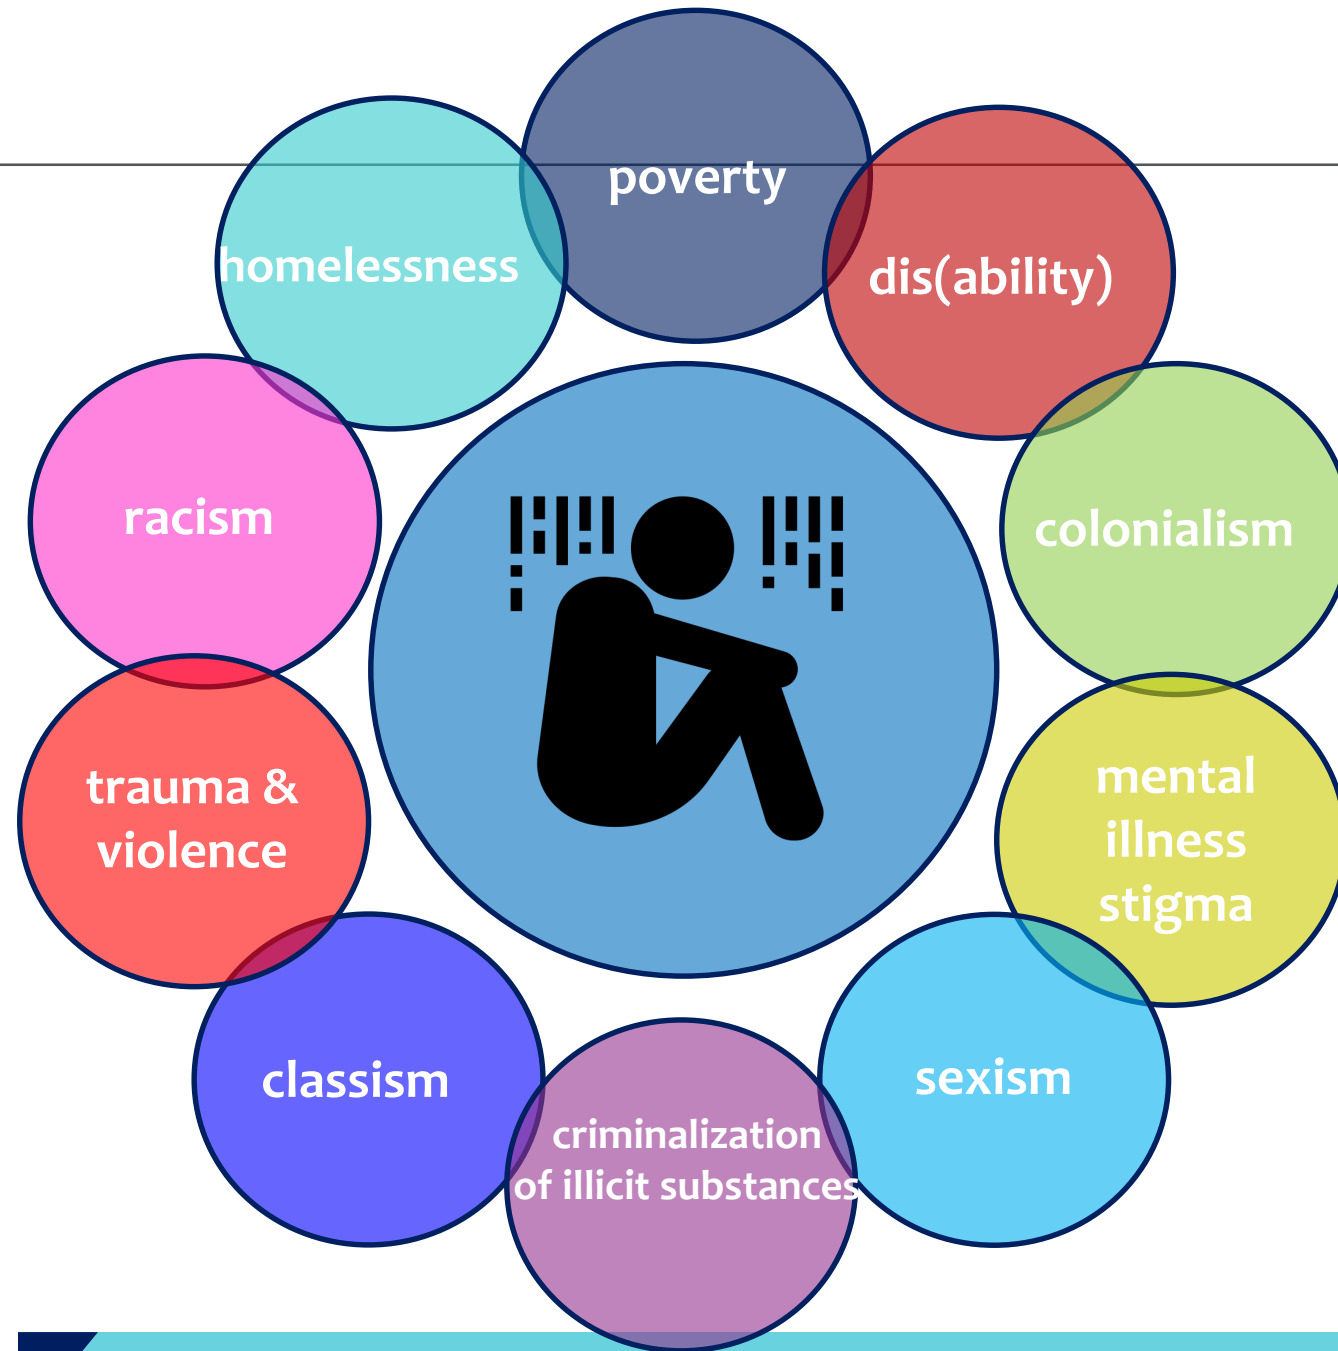 poverty
homelessness
dis(ability)
racism
colonialism
trauma &
violence
mental
illness
stigma
classism
sexism
criminalization
of illicit substances